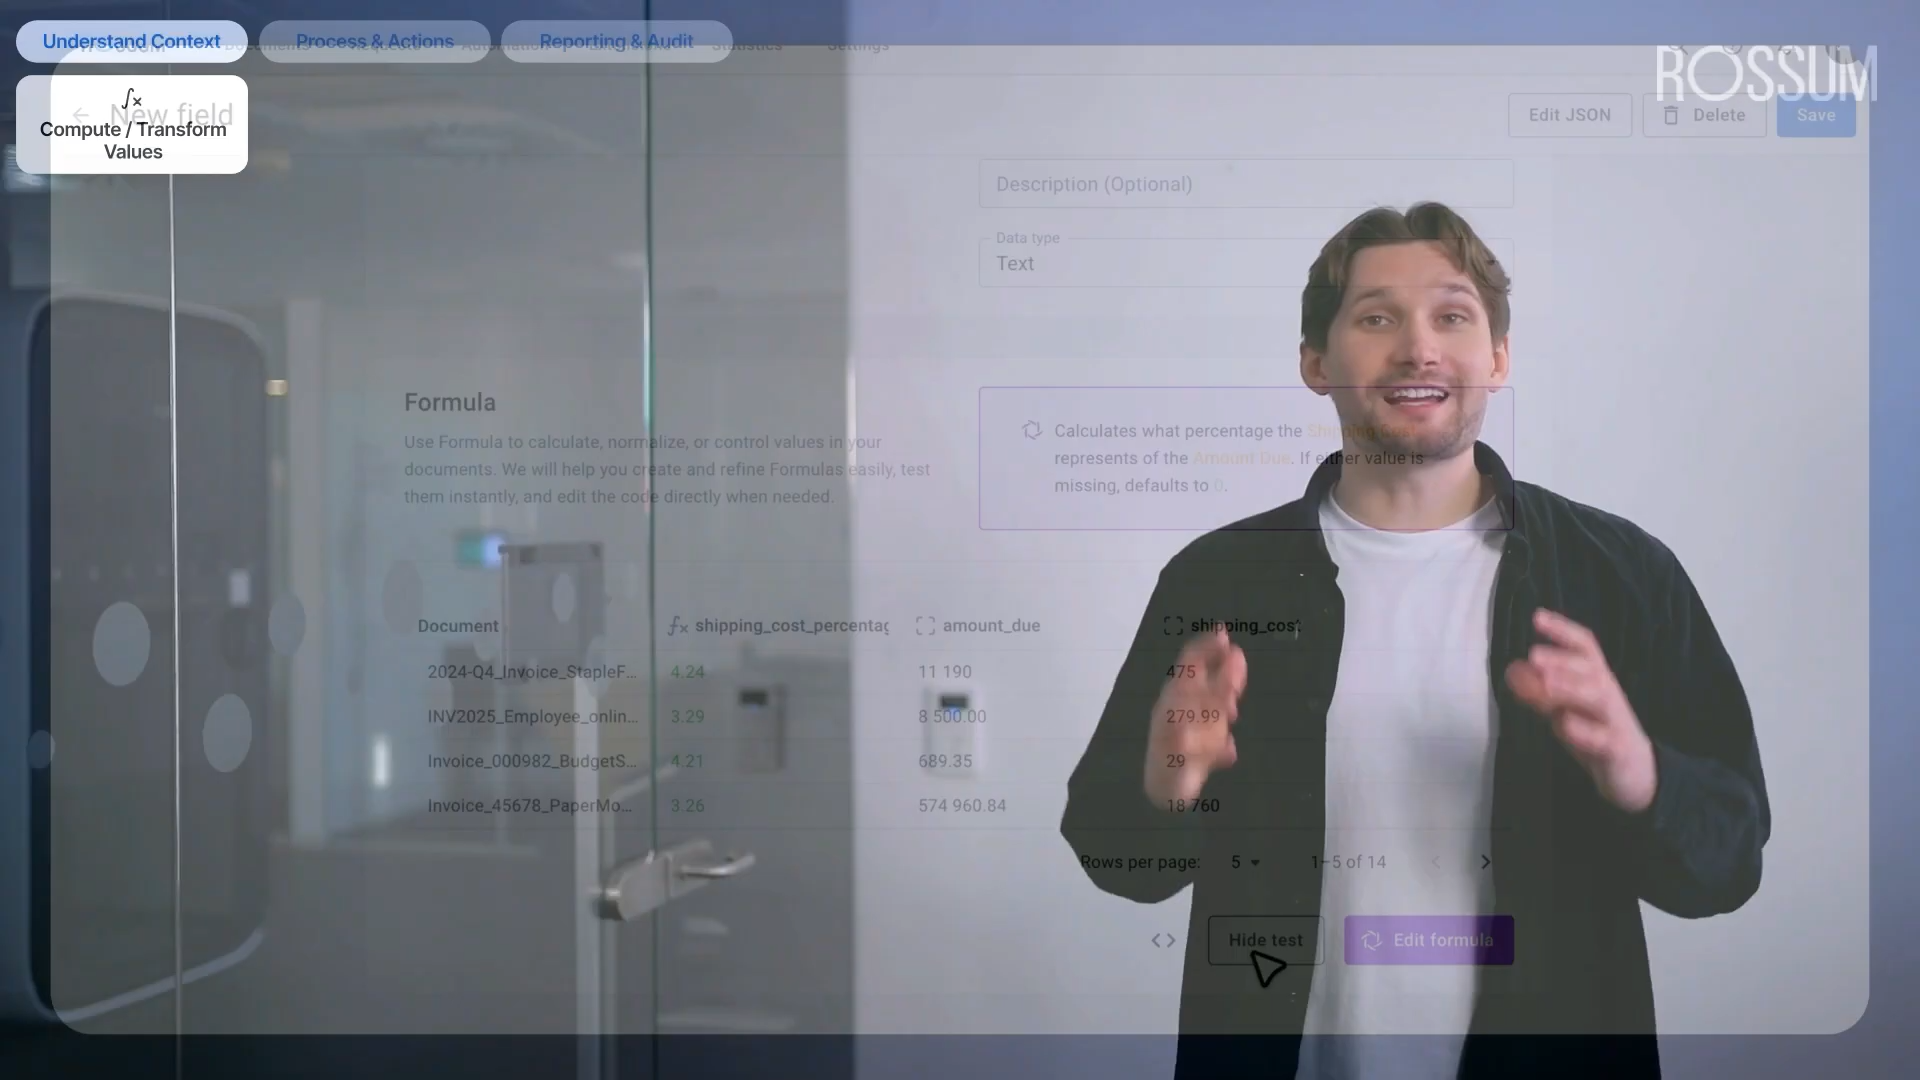 Understand Context
Process & Actions
Reporting & Audit
Statistics
Settings
ROSSUM
New field
Compute / Transform
Values
Edit JSON
Delete
Save
Description (Optional)
Data type
Text
Formula
Use Formula to calculate, normalize, or control values in your
documents. We will help you create and refine Formulas easily, test
them instantly, and edit the code directly when needed.
Calculates what percentage the Shipping Cost
represents of the Amount Due. If either value is
missing, defaults to 0.
Document
shipping_cost_percentag
amount_due
shipping_cost
2024-Q4_Invoice_StapleF... 4.24 11 190 475
INV2025_Employee_onlin... 3.29 8 500.00 279.99
Invoice_000982_BudgetS... 4.21 689.35 29
Invoice_45678_PaperMo... 3.26 574 960.84 18 760
Rows per page: 5 1–5 of 14
Hide test
Edit formula